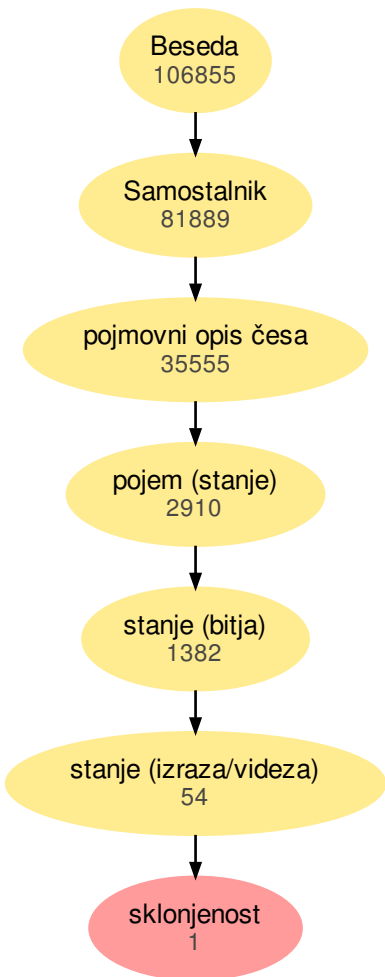 Beseda
106855
Samostalnik
81889
pojmovni opis česa
35555
pojem (stanje)
2910
stanje (bitja)
1382
stanje (izraza/videza)
54
sklonjenost
1